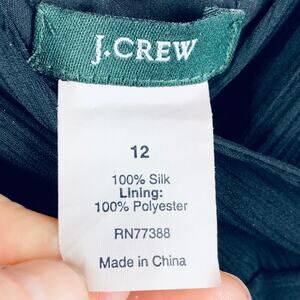 J.CREW
12
100% Silk
Lining:
100% Polyester
RN77388
Made in China